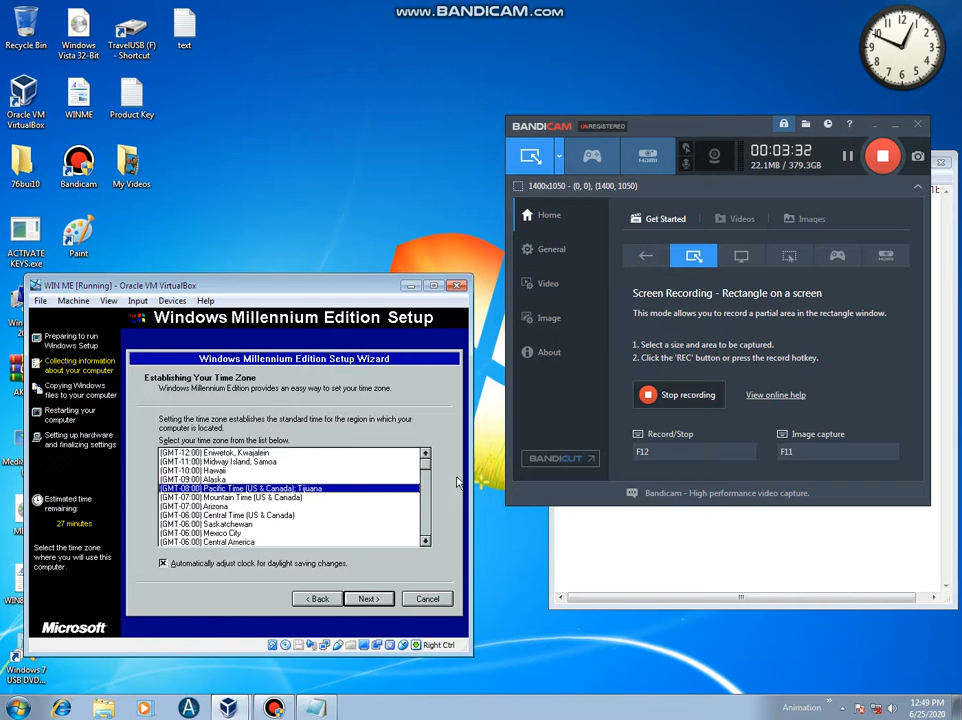 www.BANDICAM.com
Recycle Bin
Windows Vista 32-Bit
TravelUSB (F) - Shortcut
text
Oracle VM VirtualBox
WINME
Product Key
76bui10
Bandicam
My Videos
ACTIVATE KEYS.exe
Paint
Windows 7 USB DVD...
BANDICAM UNREGISTERED
00:03:32
22.1MB / 379.3GB
1400x1050 - (0, 0), (1400, 1050)
Home
General
Video
Image
About
BANDICUT
Get Started
Videos
Images
Screen Recording - Rectangle on a screen
This mode allows you to record a partial area in the rectangle window.
1. Select a size and area to be captured.
2. Click the 'REC' button or press the record hotkey.
Stop recording
View online help
Record/Stop
Image capture
F12
F11
Bandicam - High performance video capture.
WIN ME [Running] - Oracle VM VirtualBox
File Machine View Input Devices Help
Windows Millennium Edition Setup
Preparing to run
Windows Setup
Collecting information
about your computer
Copying Windows
files to your computer
Restarting your
computer
Setting up hardware
and finalizing settings
Estimated time
remaining:
27 minutes
Select the time zone
where you will use this
computer.
Microsoft
Windows Millennium Edition Setup Wizard
Establishing Your Time Zone
Windows Millennium Edition provides an easy way to set your time zone.
Setting the time zone establishes the standard time for the region in which your
computer is located.
Select your time zone from the list below.
(GMT-12:00) Eniwetok, Kwajalein
(GMT-11:00) Midway Island, Samoa
(GMT-10:00) Hawaii
(GMT-09:00) Alaska
(GMT-08:00) Pacific Time (US & Canada); Tijuana
(GMT-07:00) Mountain Time (US & Canada)
(GMT-07:00) Arizona
(GMT-06:00) Central Time (US & Canada)
(GMT-06:00) Saskatchewan
(GMT-06:00) Mexico City
(GMT-06:00) Central America
Automatically adjust clock for daylight saving changes.
< Back
Next >
Cancel
Right Ctrl
Animation
12:49 PM
6/25/2020